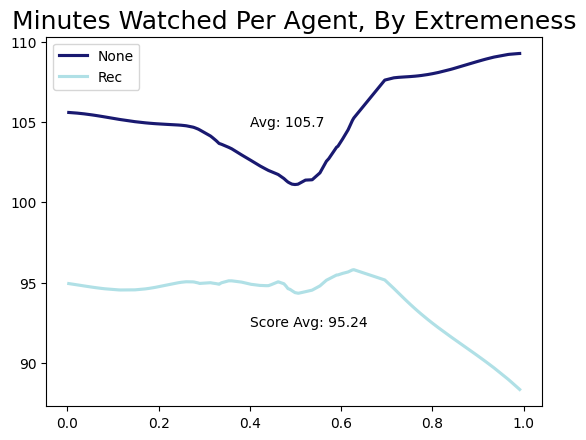 Minutes Watched Per Agent, By Extremeness
None
Rec
110
105
100
95
90
Avg: 105.7
Score Avg: 95.24
0.0 0.2 0.4 0.6 0.8 1.0